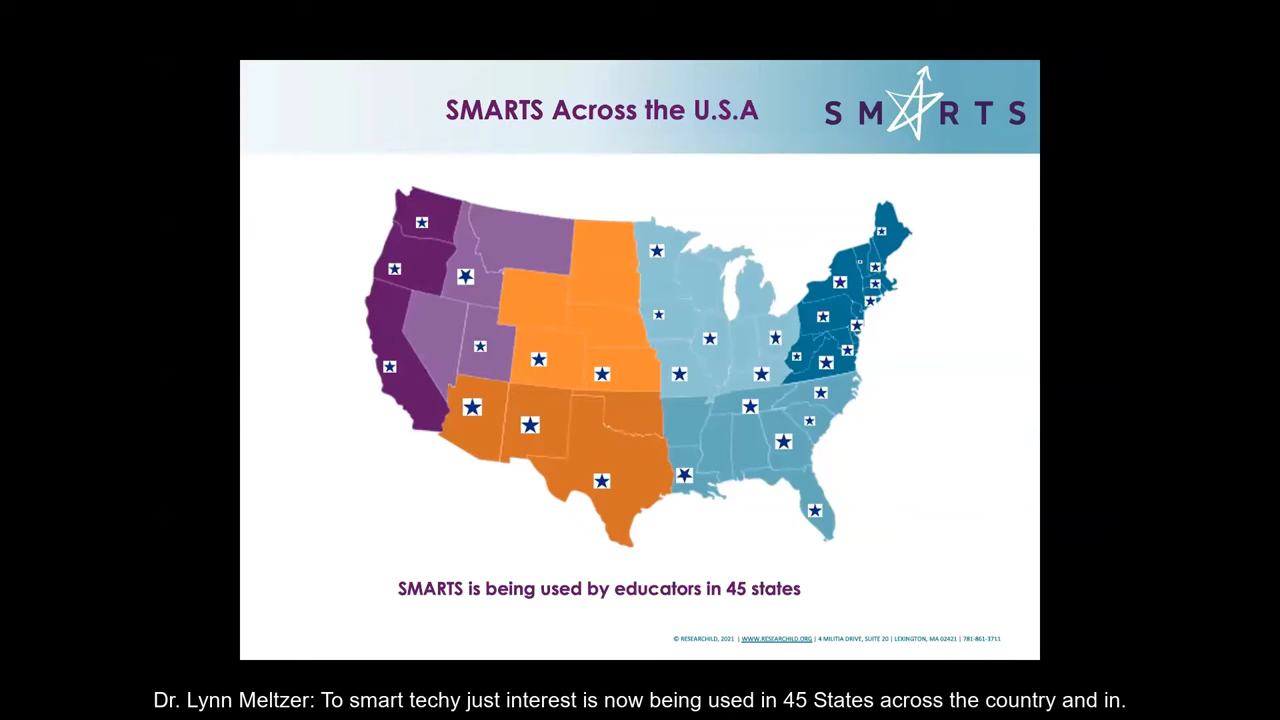 SMARTS Across the U.S.A
SM RTS
SMARTS is being used by educators in 45 states
© RESEARCHILD, 2021 | WWW.RESEARCHILD.ORG | 4 MILITIA DRIVE, SUITE 20 | LEXINGTON, MA 02421 | 781-861-3711
Dr. Lynn Meltzer: To smart techy just interest is now being used in 45 States across the country and in.